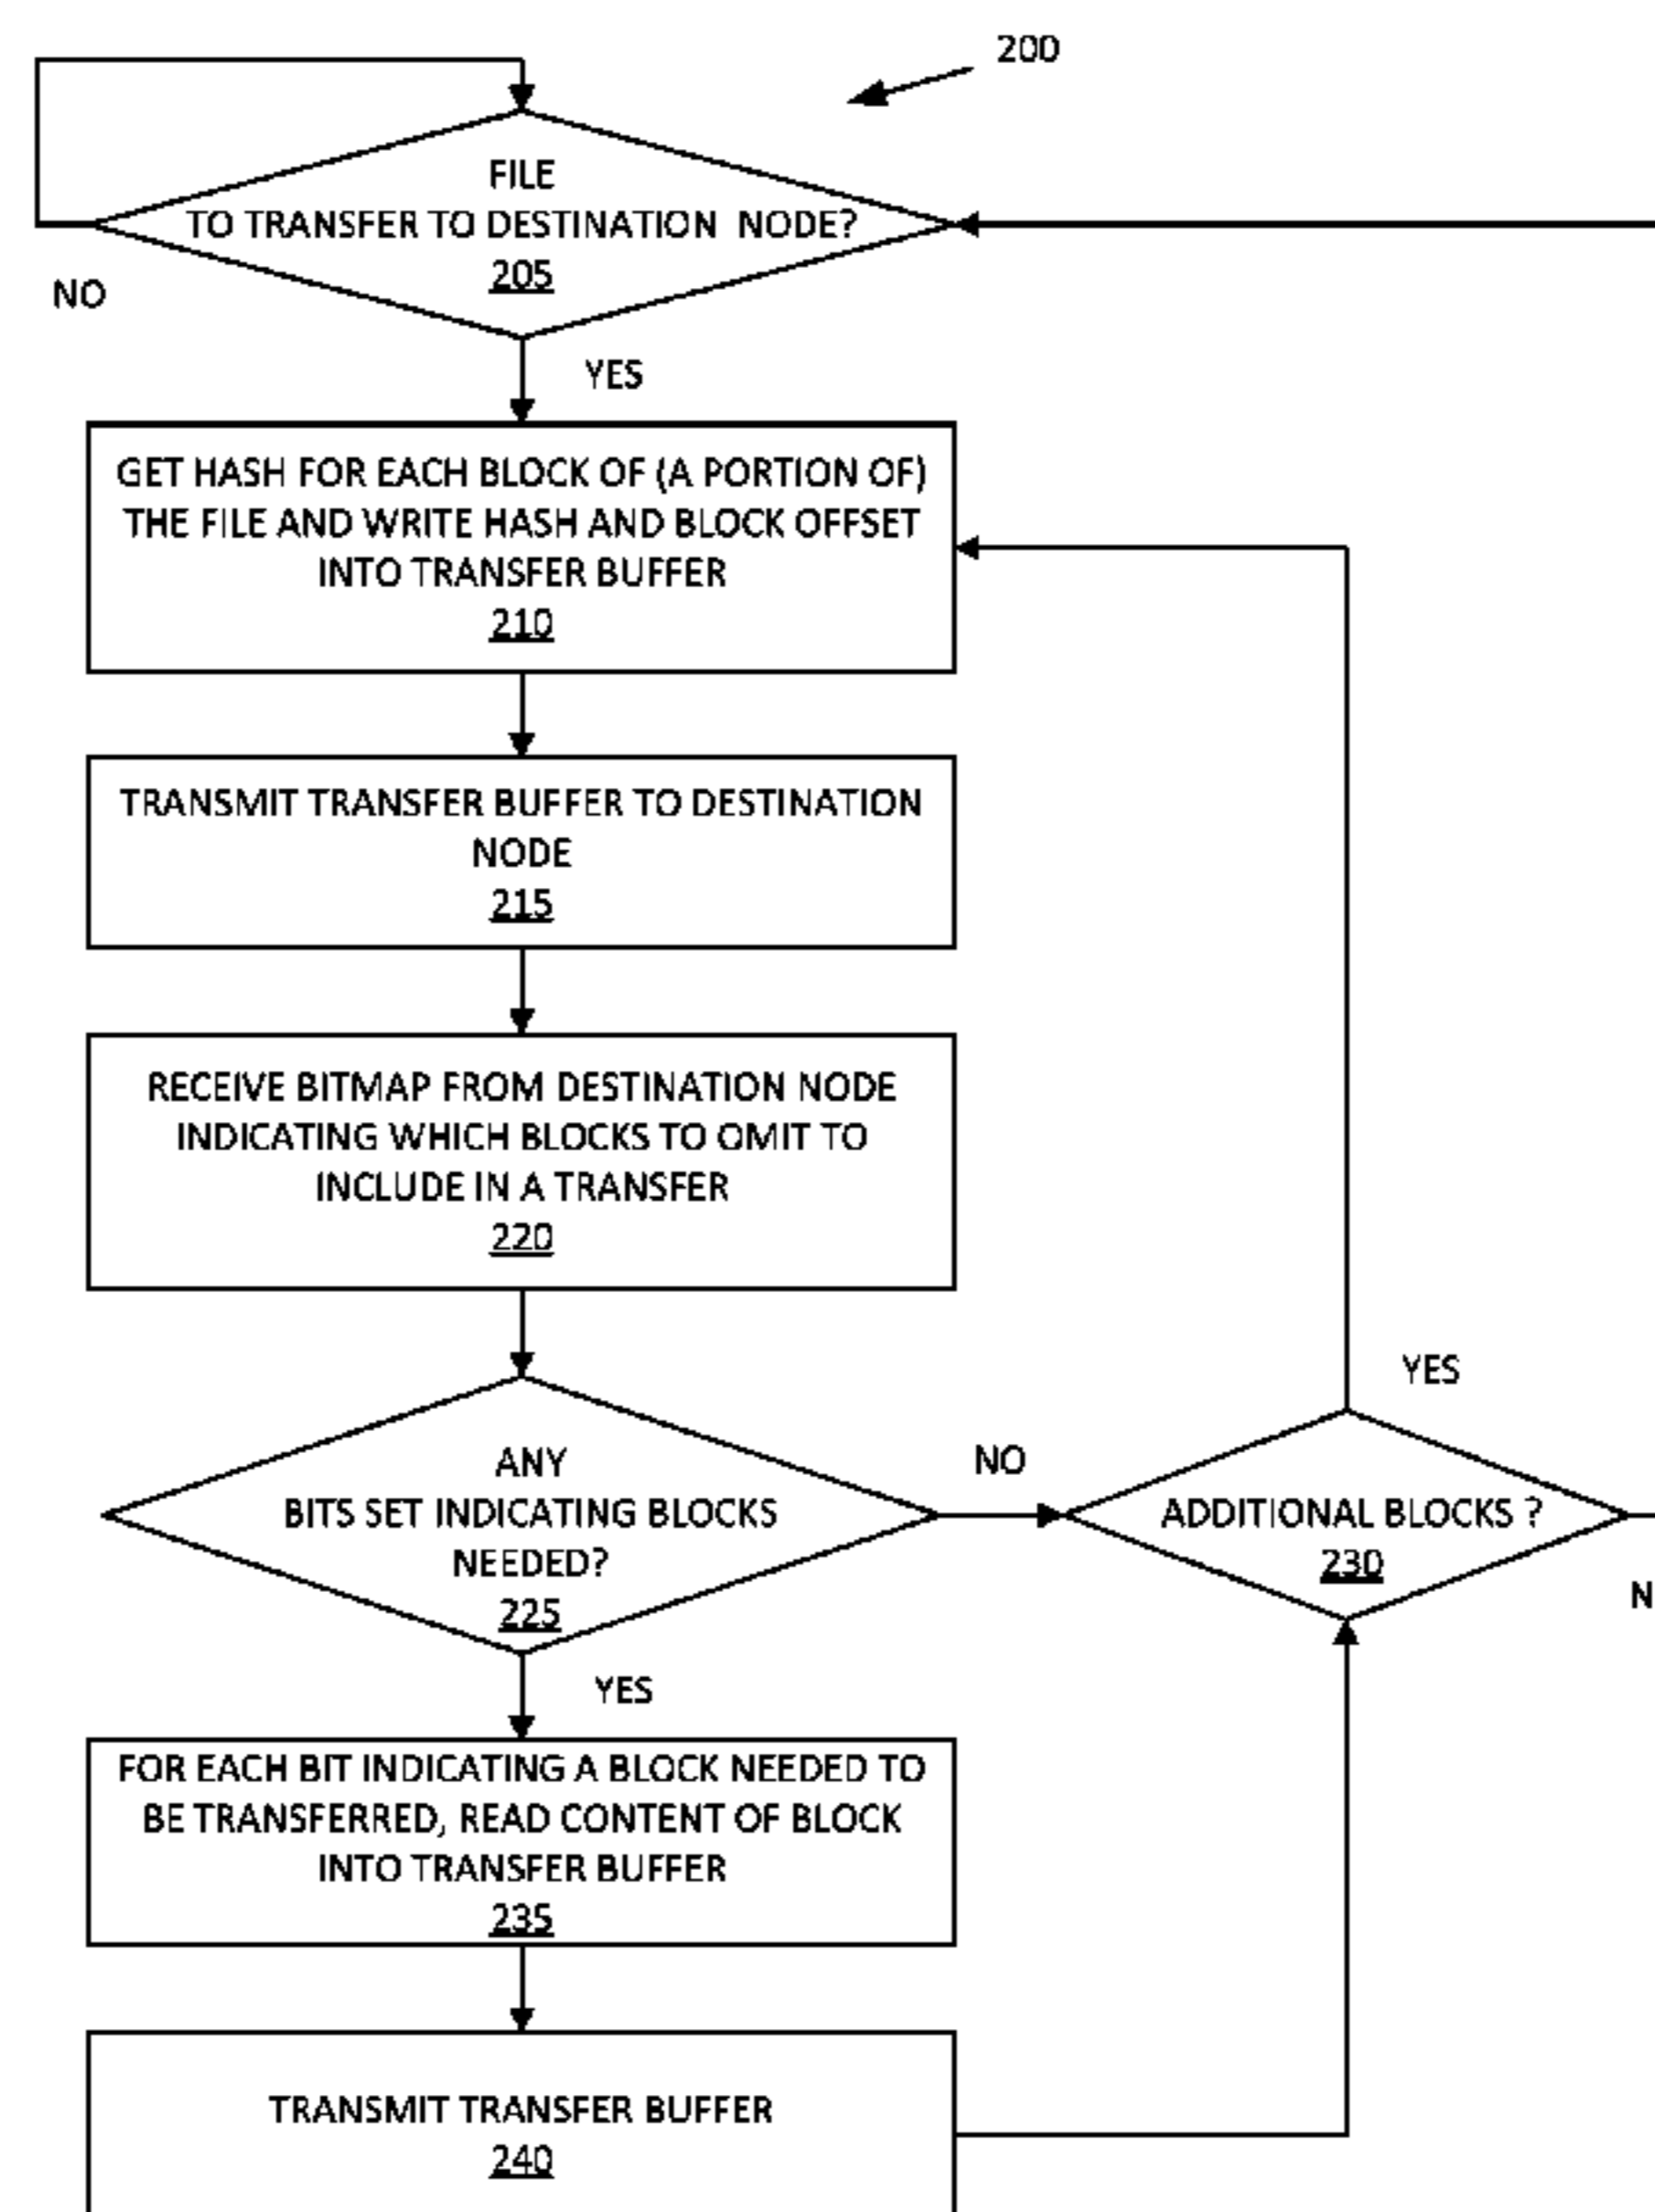 200
FILE
TO TRANSFER TO DESTINATION NODE?
205
NO
YES
GET HASH FOR EACH BLOCK OF (A PORTION OF)
THE FILE AND WRITE HASH AND BLOCK OFFSET
INTO TRANSFER BUFFER
210
TRANSMIT TRANSFER BUFFER TO DESTINATION
NODE
215
RECEIVE BITMAP FROM DESTINATION NODE
INDICATING WHICH BLOCKS TO OMIT TO
INCLUDE IN A TRANSFER
220
ANY
BITS SET INDICATING BLOCKS
NEEDED?
225
NO
YES
ADDITIONAL BLOCKS ?
230
YES
N
FOR EACH BIT INDICATING A BLOCK NEEDED TO
BE TRANSFERRED, READ CONTENT OF BLOCK
INTO TRANSFER BUFFER
235
TRANSMIT TRANSFER BUFFER
240